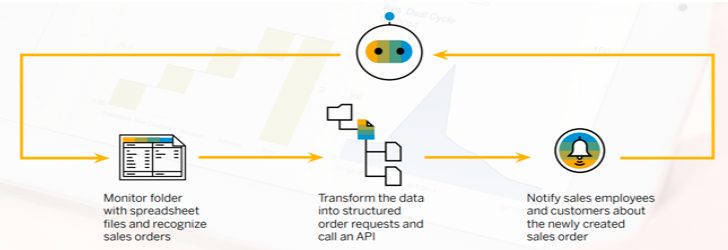 Monitor folder
with spreadsheet
files and recognize
sales orders
Transform the data
into structured
order requests and
call an API
Notify sales employees
and customers about
the newly created
sales order